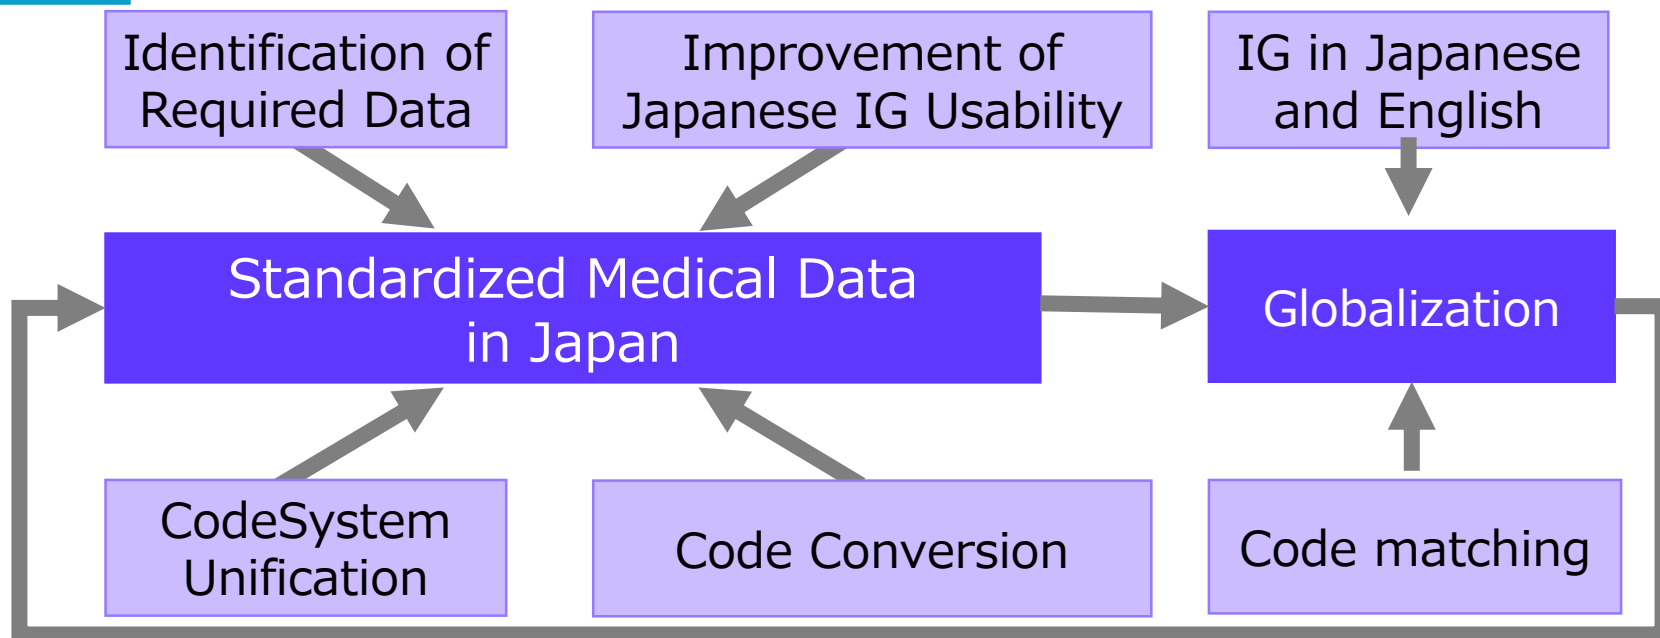 Identification of
Required Data
Improvement of
Japanese IG Usability
IG in Japanese
and English
Standardized Medical Data
in Japan
Globalization
CodeSystem
Unification
Code Conversion
Code matching